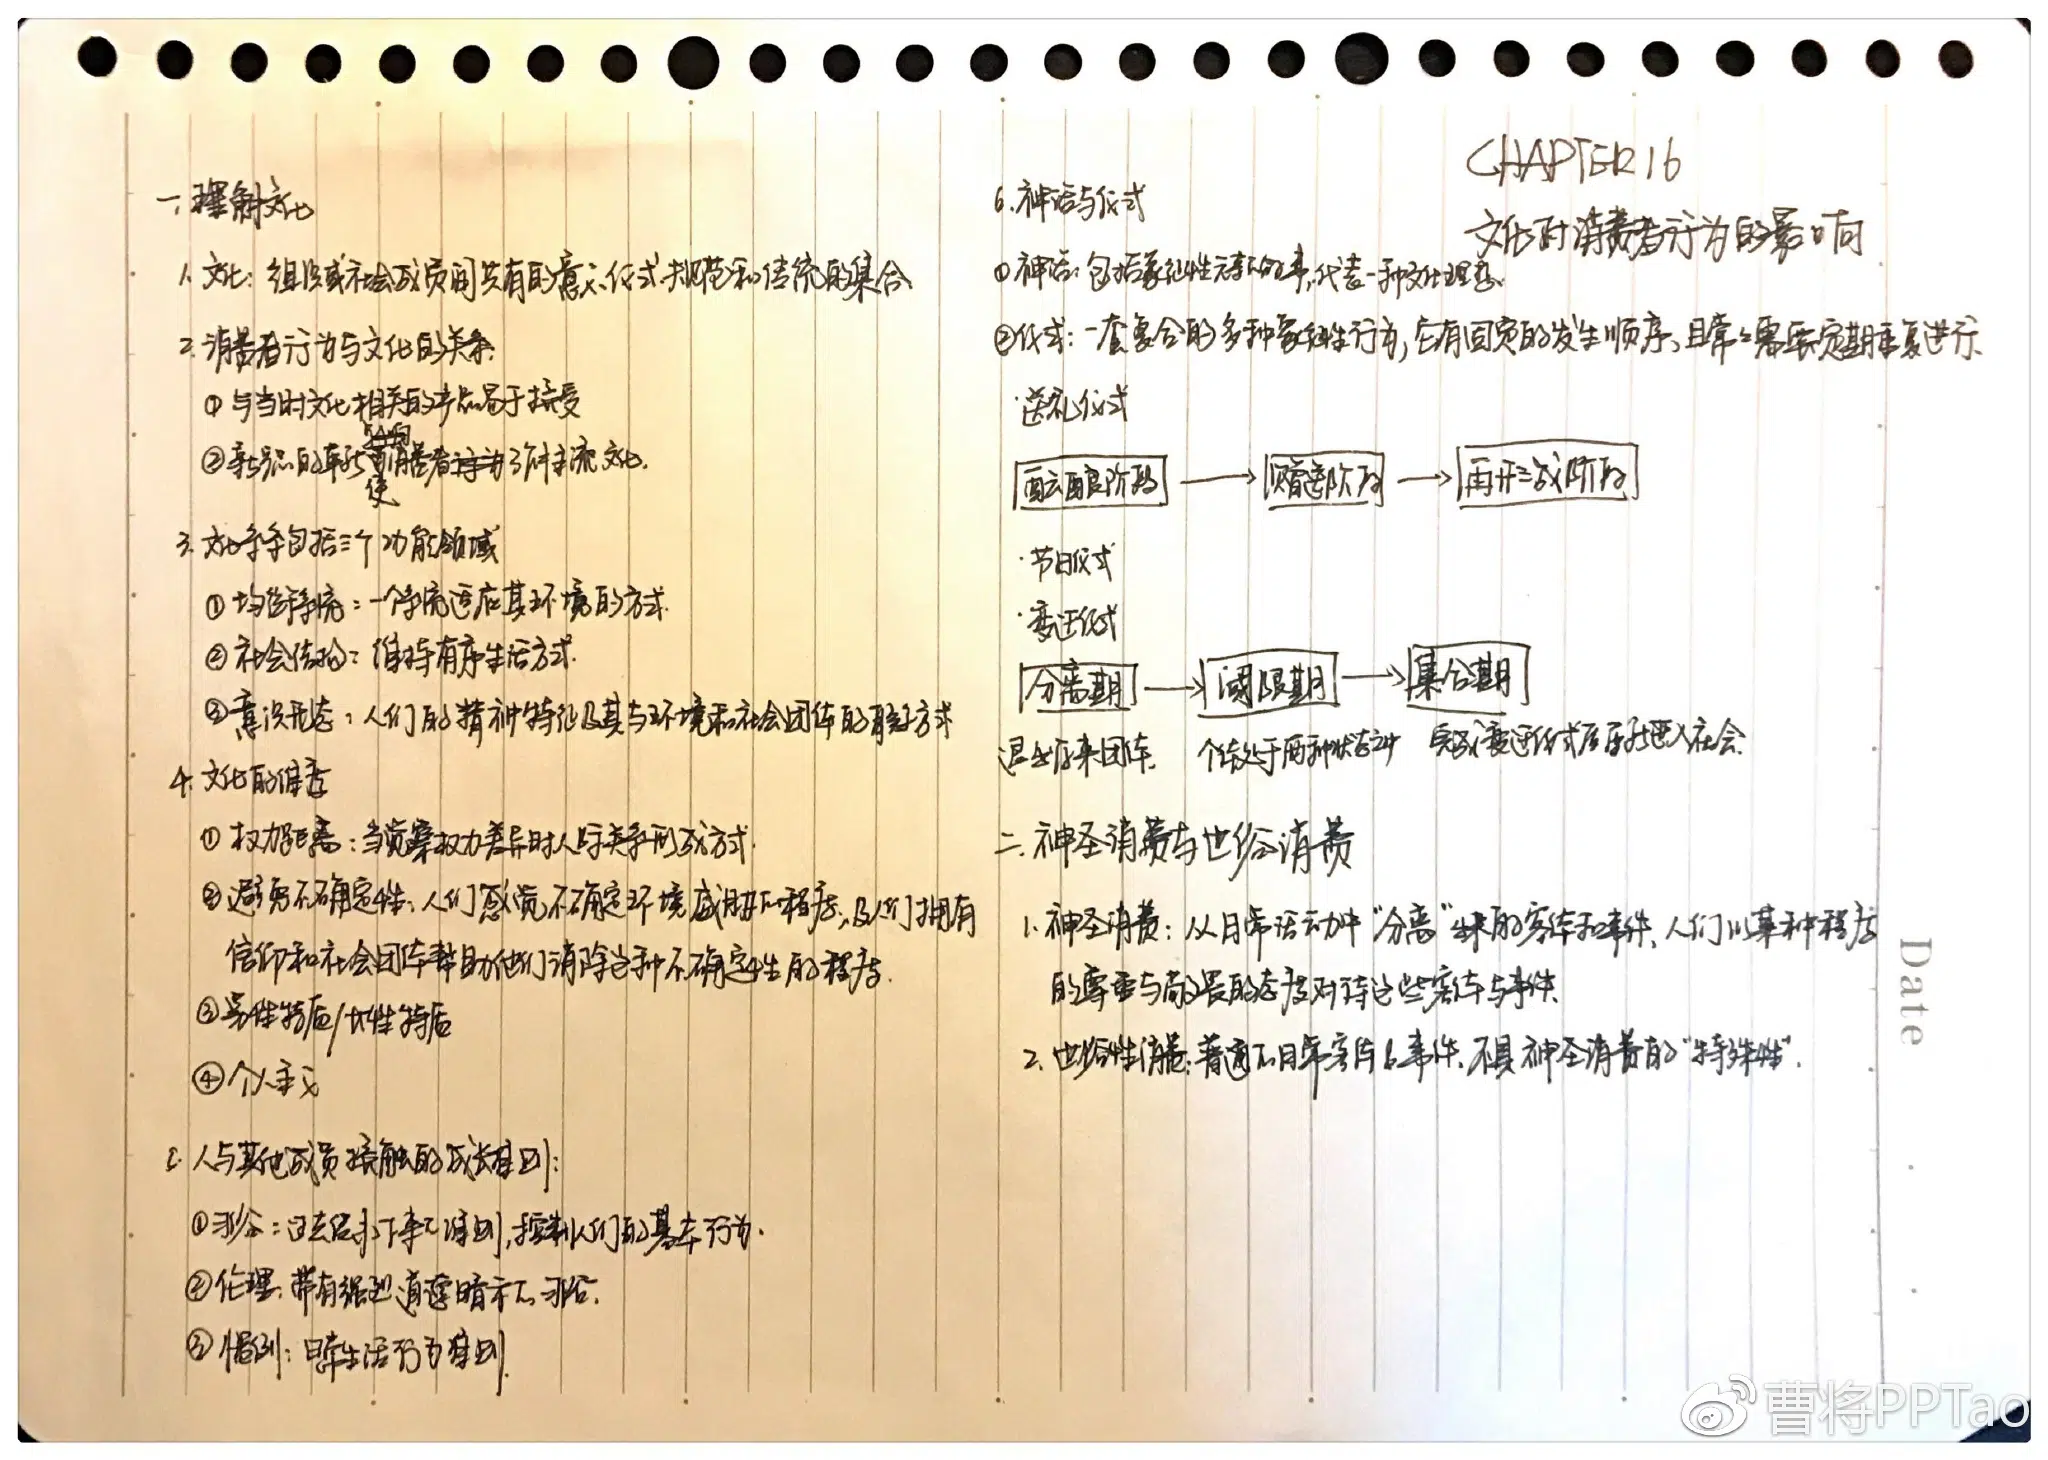 CHAPTER 16
文化对消费者行为的影响
一、理解文化
1. 文化：组织或社会成员间共有的意义、仪式、规范和传统的集合
2. 消费者行为与文化的关系
① 与当时文化相关的产品易于接受
② 新产品的 使消费者了解主流文化.
3. 文化体系包括三个功能领域
① 均衡体系：一个体系适应其环境的方式.
② 社会结构：维持有序生活方式.
③ 意识形态：人们的精神特征及其与环境和社会团体的联系方式
4. 文化的维度
① 权力距离：当觉察权力差异时人际关系形成方式.
② 避免不确定性：人们感觉不确定环境威胁的程度，及人们拥有
信仰和社会团体帮助他们消除这种不确定性的程度.
③ 男性特质/女性特质
④ 个人主义
5. 人与其他成员接触的成长准则：
① 习俗：过去保留下来的准则，控制人们的基本行为.
② 伦理：带有强烈道德暗示的习俗.
③ 惯例：日常生活行为准则.
6. 神话与仪式
① 神话：包括象征性元素的故事，代表一种文化理想.
② 仪式：一套复合的多种象征性行为，它有固定的发生顺序，且常常需要定期重复进行.
·送礼仪式
酝酿阶段 → 赠送阶段 → 再形成阶段
·节日仪式
·变迁仪式
分离期 → 阈限期 → 集合期
退出原来团体. 个体处于两种状态之中 完成变迁仪式后重新进入社会.
二、神圣消费与世俗消费
1. 神圣消费：从日常活动中“分离”出来的客体和事件，人们以某种程度
的尊重与敬畏的态度对待这些客体与事件.
2. 世俗性消费：普通的日常客体与事件，不具神圣消费的“特殊性”.
Date
曹将PPTao